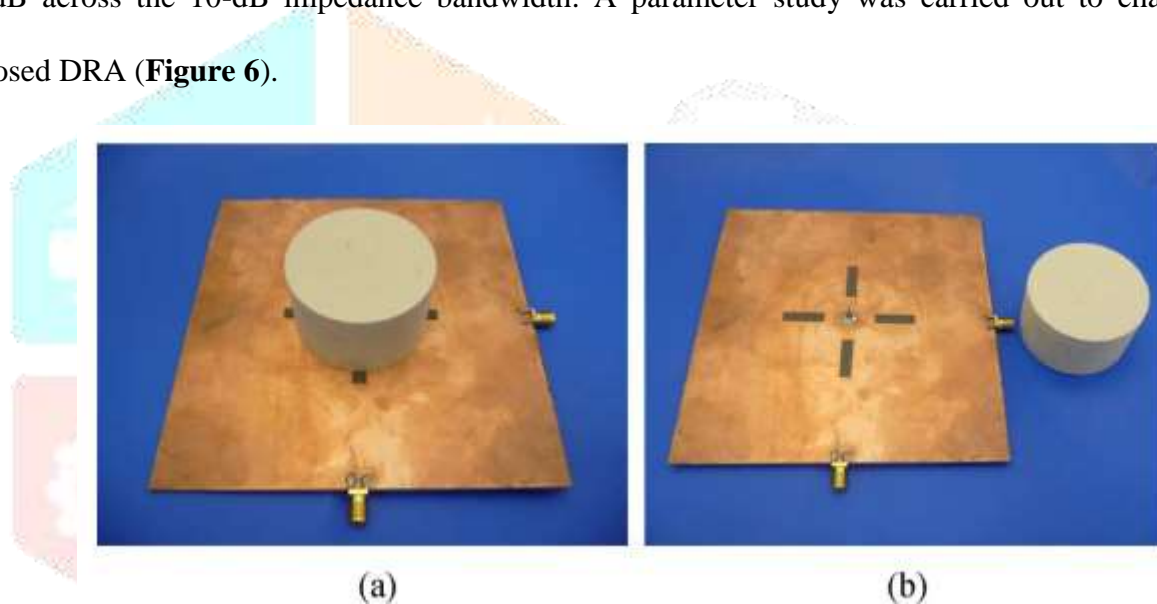 dB across the 10-dB impedance bandwidth. A parameter study was carried out to cha
osed DRA (Figure 6).
(a)
(b)